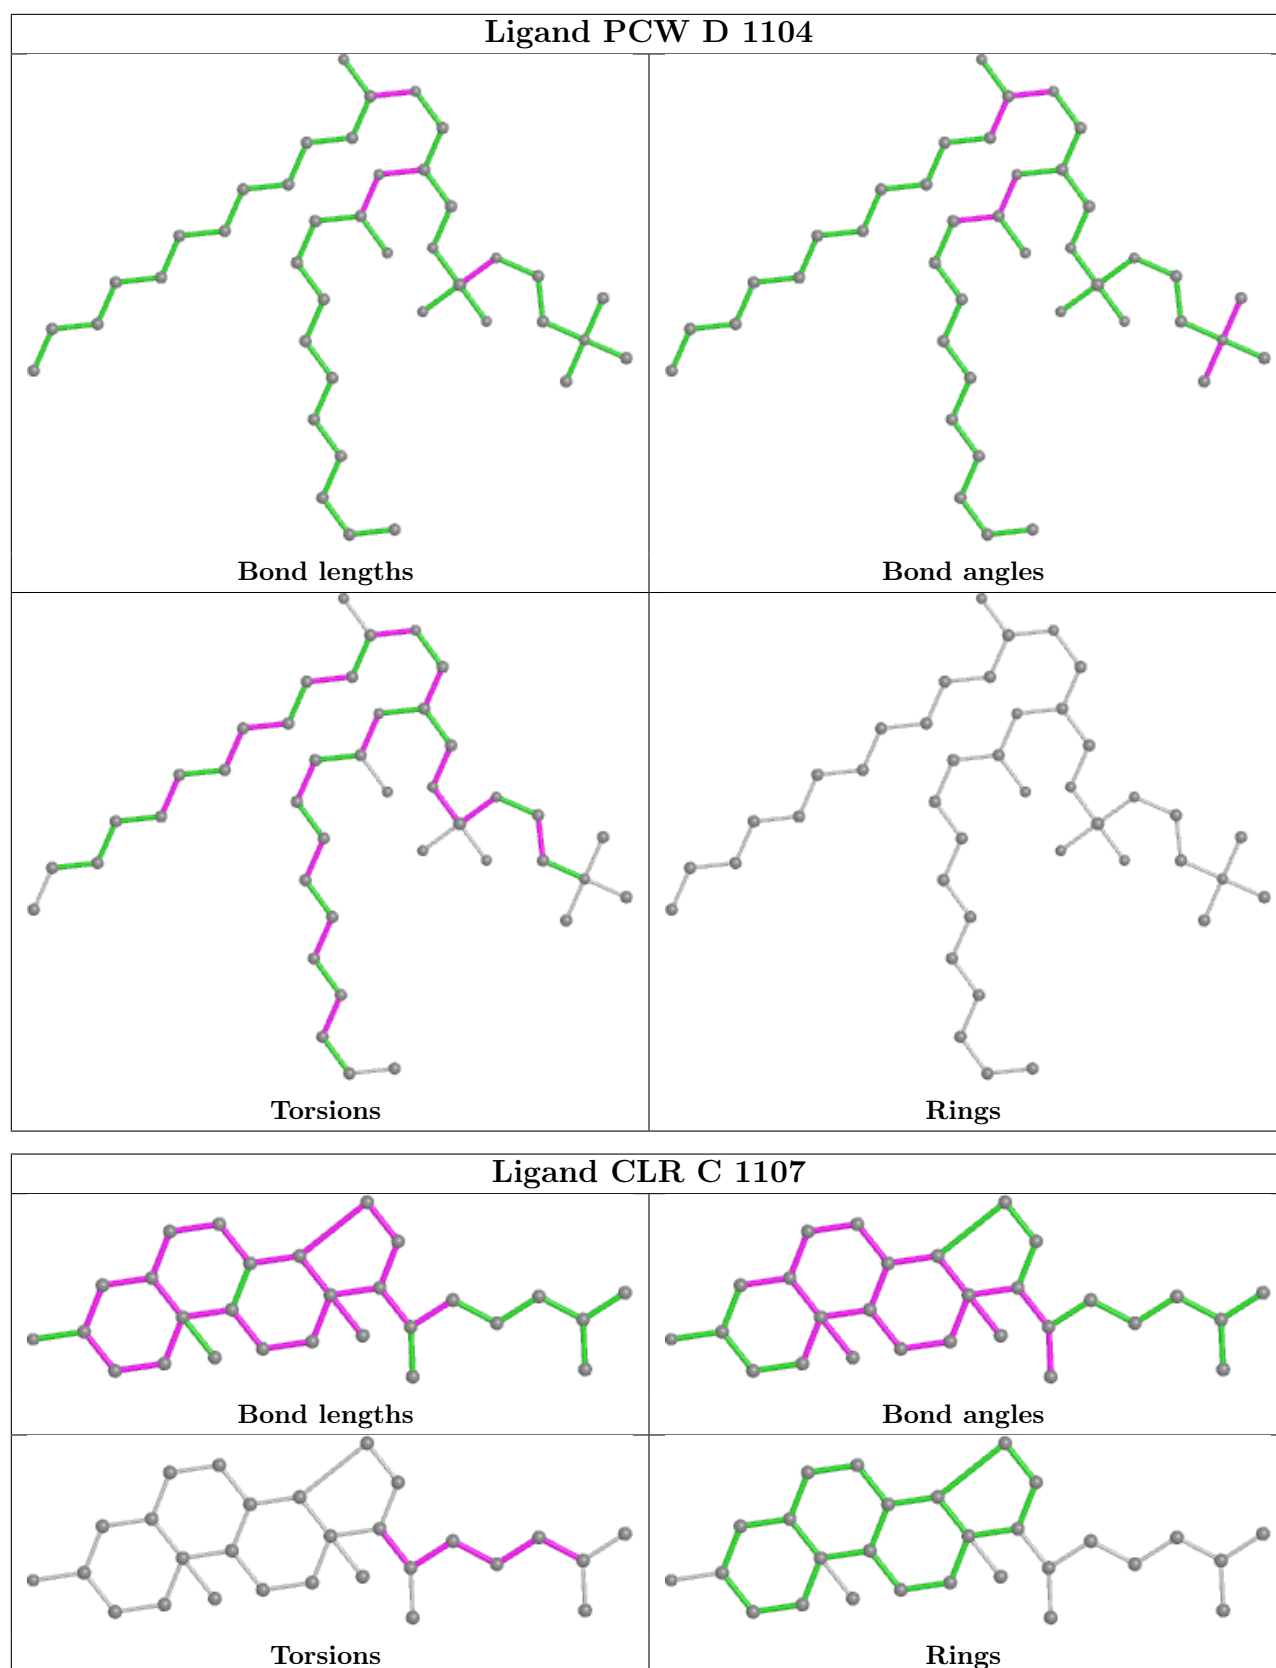 Ligand PCW D 1104
Bond lengths
Bond angles
Torsions
Rings
Ligand CLR C 1107
Bond lengths
Bond angles
Torsions
Rings